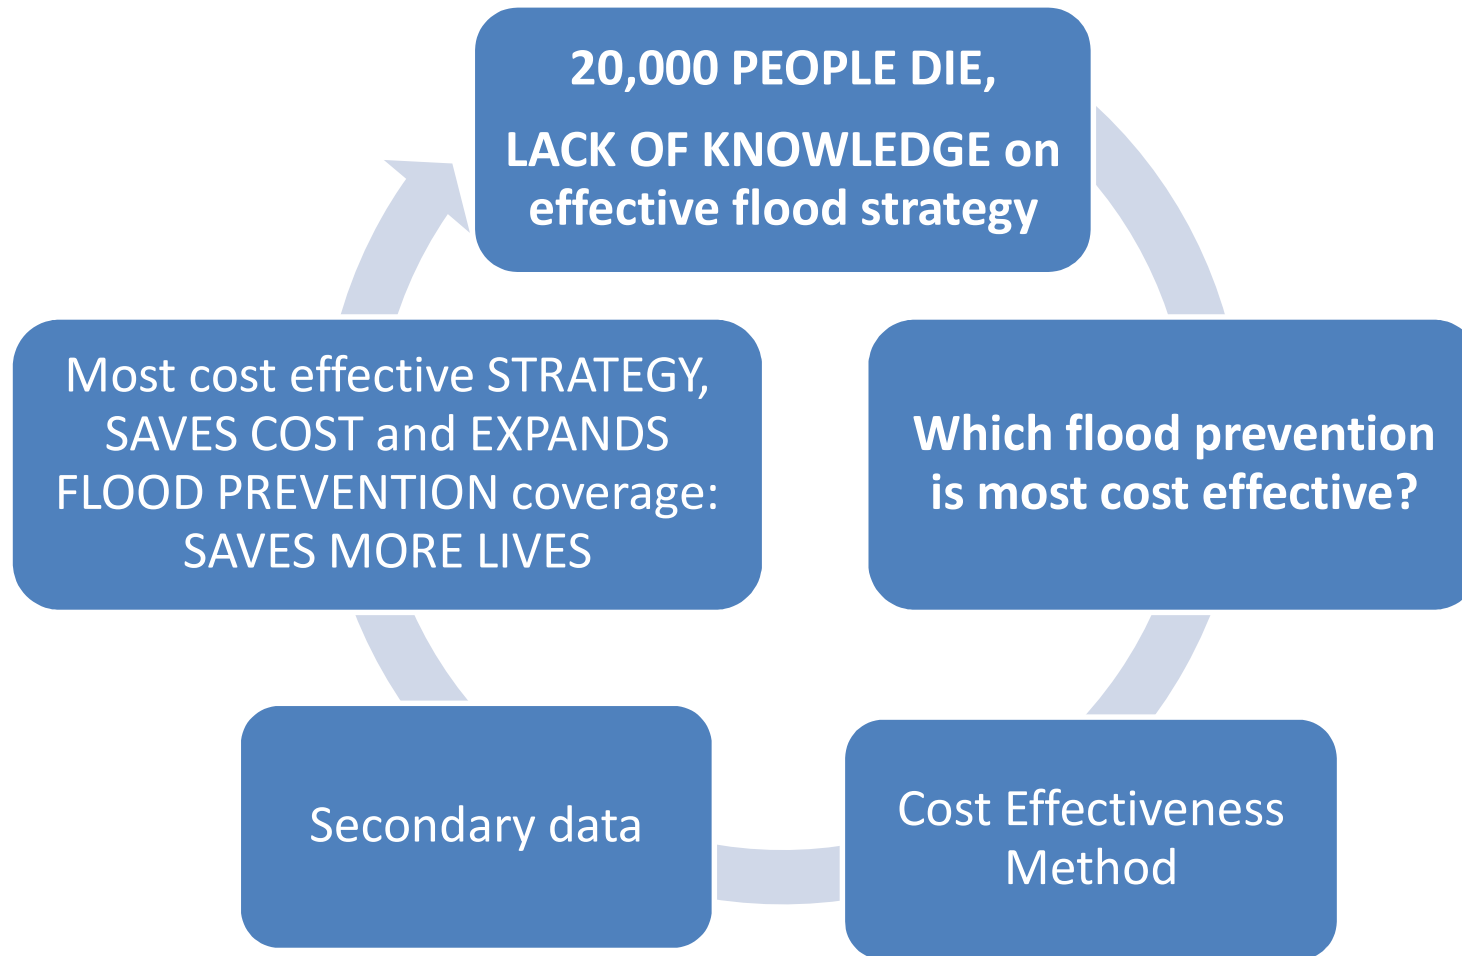 20,000 PEOPLE DIE,
LACK OF KNOWLEDGE on
effective flood strategy
Which flood prevention
is most cost effective?
Cost Effectiveness
Method
Secondary data
Most cost effective STRATEGY,
SAVES COST and EXPANDS
FLOOD PREVENTION coverage:
SAVES MORE LIVES